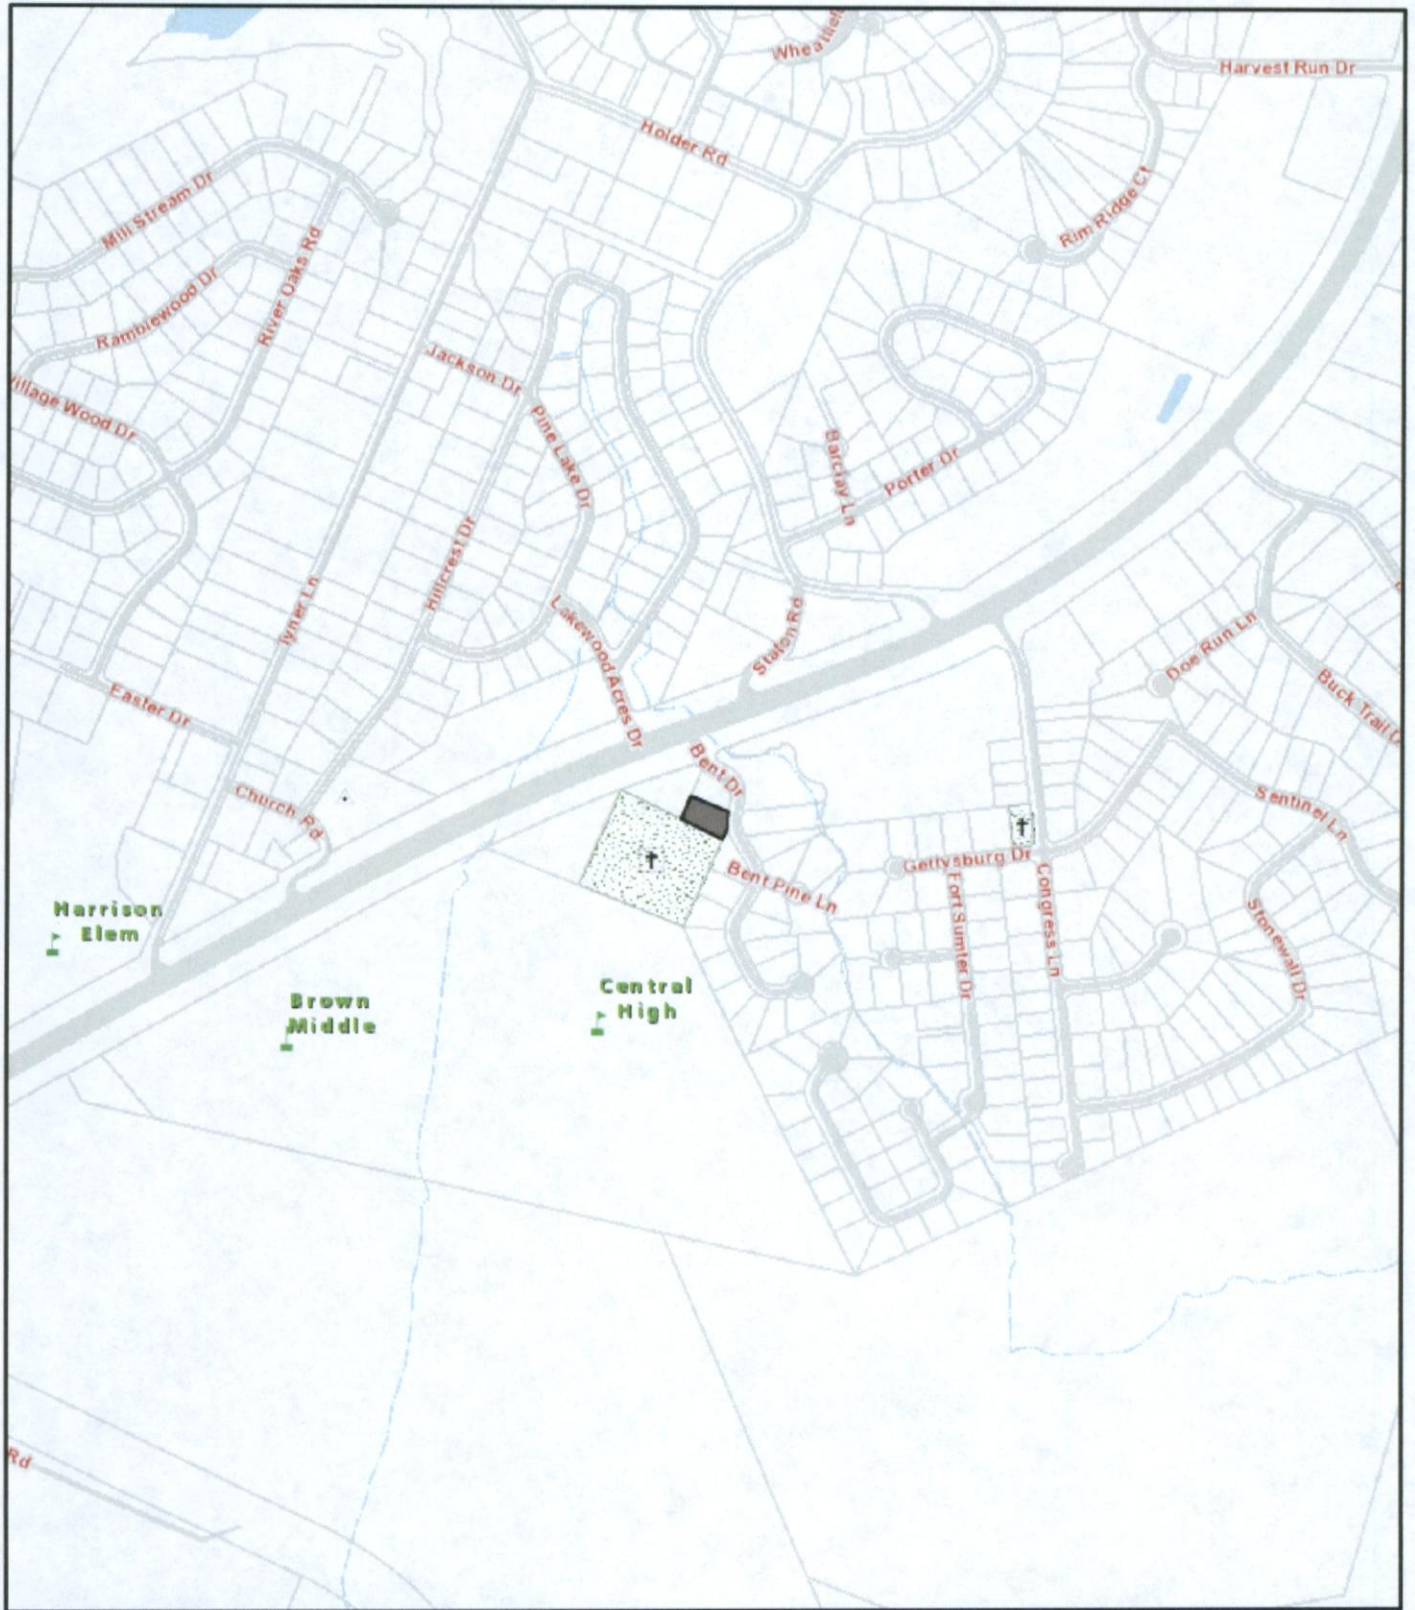 Wheatfiel
Harvest Run Dr
Holder Rd
Mill Stream Dr
Rim Ridge Ct
River Oaks Rd
Ramblewood Dr
Jackson Dr
Village Wood Dr
Pine Lake Dr
Barclay Ln
Porter Dr
Hillcrest Dr
Tyner Ln
Lakewood Acres Dr
Staton Rd
Doe Run Ln
Easter Dr
Buck Trail
Bent Dr
Church Rd
Sentinel Ln
Gettysburg Dr
Bent Pine Ln
Fort Sumter Dr
Congress Ln
Stonewall Dr
Harrison
Elem
Central
High
Brown
Middle
Rd